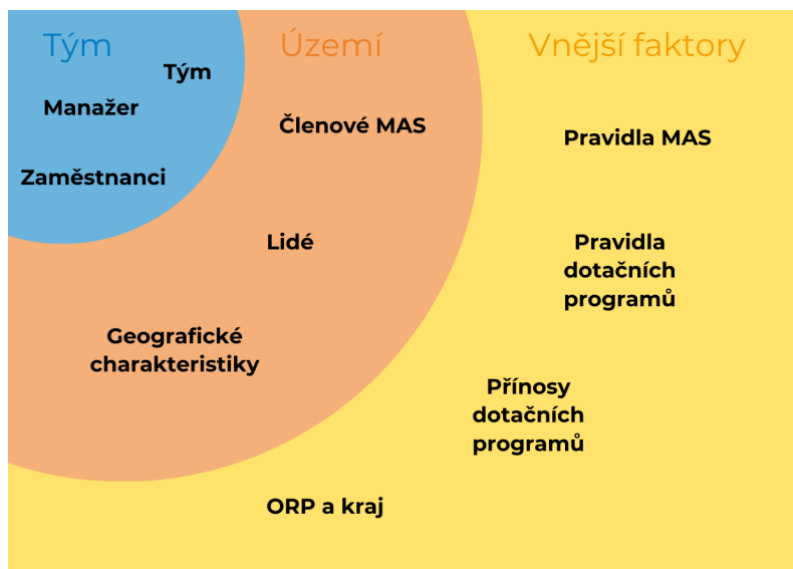 Tým
Území
Vnější faktory
Tým
Manažer
Zaměstnanci
Členové MAS
Lidé
Geografické
charakteristiky
Pravidla MAS
Pravidla
dotačních
programů
Přínosy
dotačních
programů
ORP a kraj